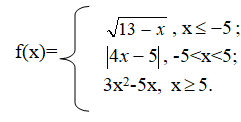 √13 − x , x ≤ −5 ;
f(x)= |4x − 5| , -5<x<5;
3x²-5x, x ≥ 5.